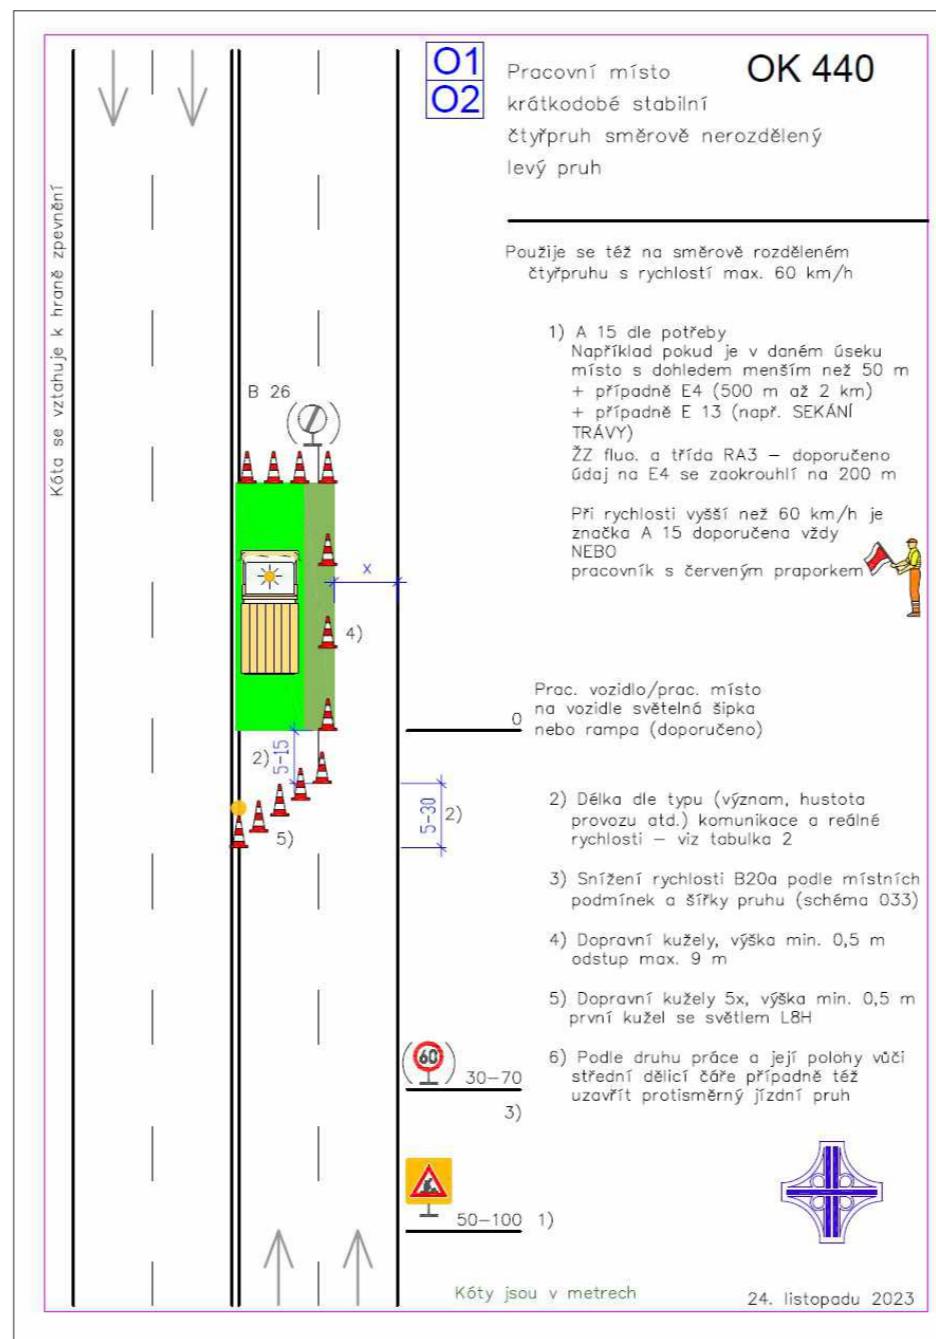 O1
O2
Pracovní místo
krátkodobé stabilní
čtyřpruh směrově nerozdělený
levý pruh
OK 440
Kóta se vztahuje k hraně zpevnění
Použije se též na směrově rozděleném
čtyřpruhu s rychlostí max. 60 km/h
1) A 15 dle potřeby
Například pokud je v daném úseku
místo s dohledem menším než 50 m
+ případně E4 (500 m až 2 km)
+ případně E 13 (např. SEKÁNÍ
TRÁVY)
ŽZ fluo. a třída RA3 – doporučeno
údaj na E4 se zaokrouhlí na 200 m
Při rychlosti vyšší než 60 km/h je
značka A 15 doporučena vždy
NEBO
pracovník s červeným praporkem
B 26
x
4)
Prac. vozidlo/prac. místo
na vozidle světelná šipka
nebo rampa (doporučeno)
0
2)
5–15
5–30
2)
5)
2) Délka dle typu (význam, hustota
provozu atd.) komunikace a reálné
rychlosti – viz tabulka 2
3) Snížení rychlosti B20a podle místních
podmínek a šířky pruhu (schéma 033)
4) Dopravní kužely, výška min. 0,5 m
odstup max. 9 m
5) Dopravní kužely 5x, výška min. 0,5 m
první kužel se světlem L8H
6) Podle druhu práce a její polohy vůči
střední dělicí čáře případně též
uzavřít protisměrný jízdní pruh
60
30–70
3)
50–100 1)
Kóty jsou v metrech
24. listopadu 2023